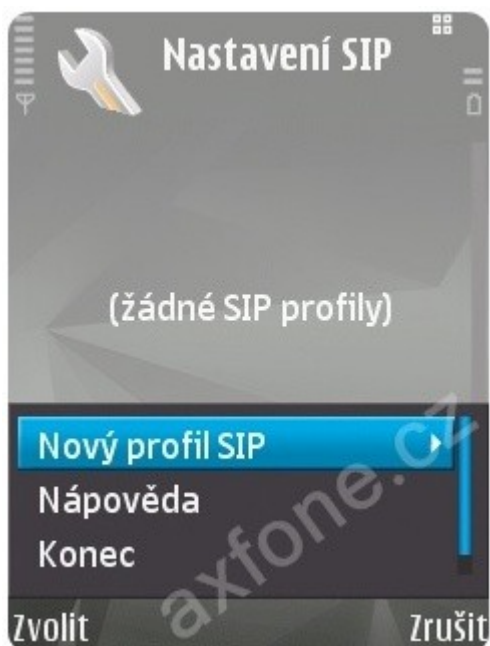 Nastavení SIP
(žádné SIP profily)
Nový profil SIP
Nápověda
Konec
Zvolit
Zrušit
axfone.cz